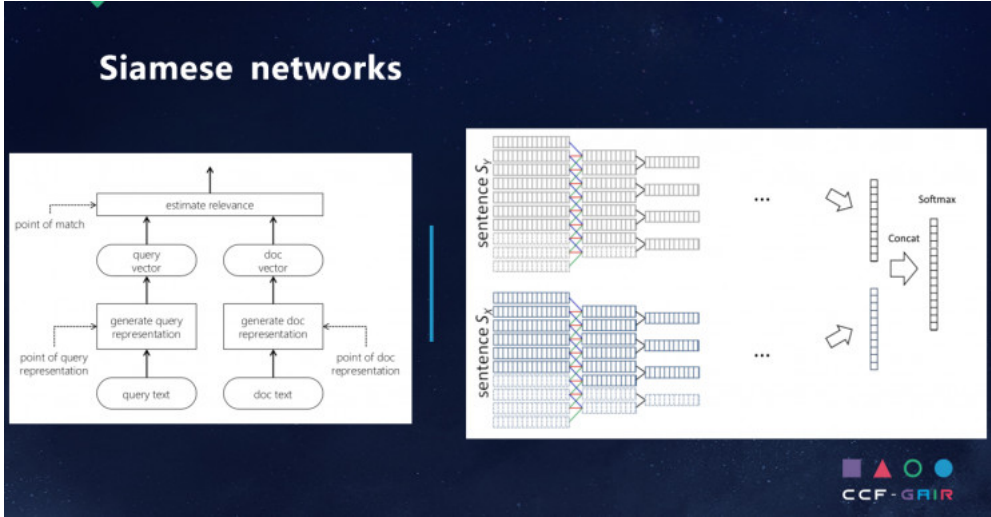 Siamese networks
estimate relevance
point of match
query
vector
doc
vector
generate query
representation
generate doc
representation
point of query
representation
point of doc
representation
query text
doc text
sentence S_Y
sentence S_X
...
...
Concat
Softmax
CCF-GAIR